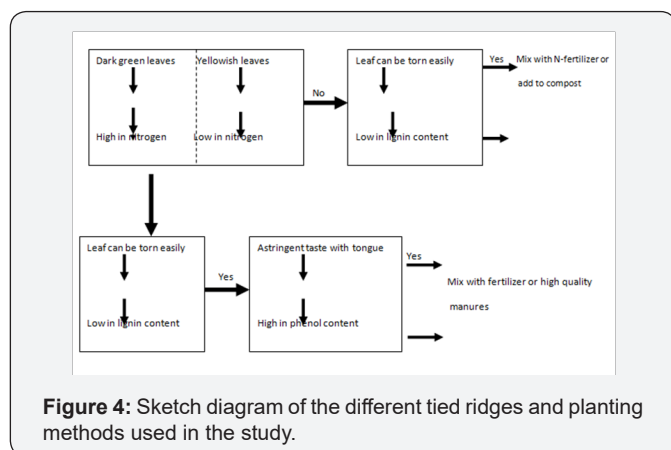 Dark green leaves
Yellowish leaves
High in nitrogen
Low in nitrogen
No
Leaf can be torn easily
Low in lignin content
Yes
Mix with N-fertilizer or
add to compost
Leaf can be torn easily
Low in lignin content
Yes
Astringent taste with tongue
High in phenol content
Yes
Mix with fertilizer or high quality
manures
Figure 4: Sketch diagram of the different tied ridges and planting
methods used in the study.